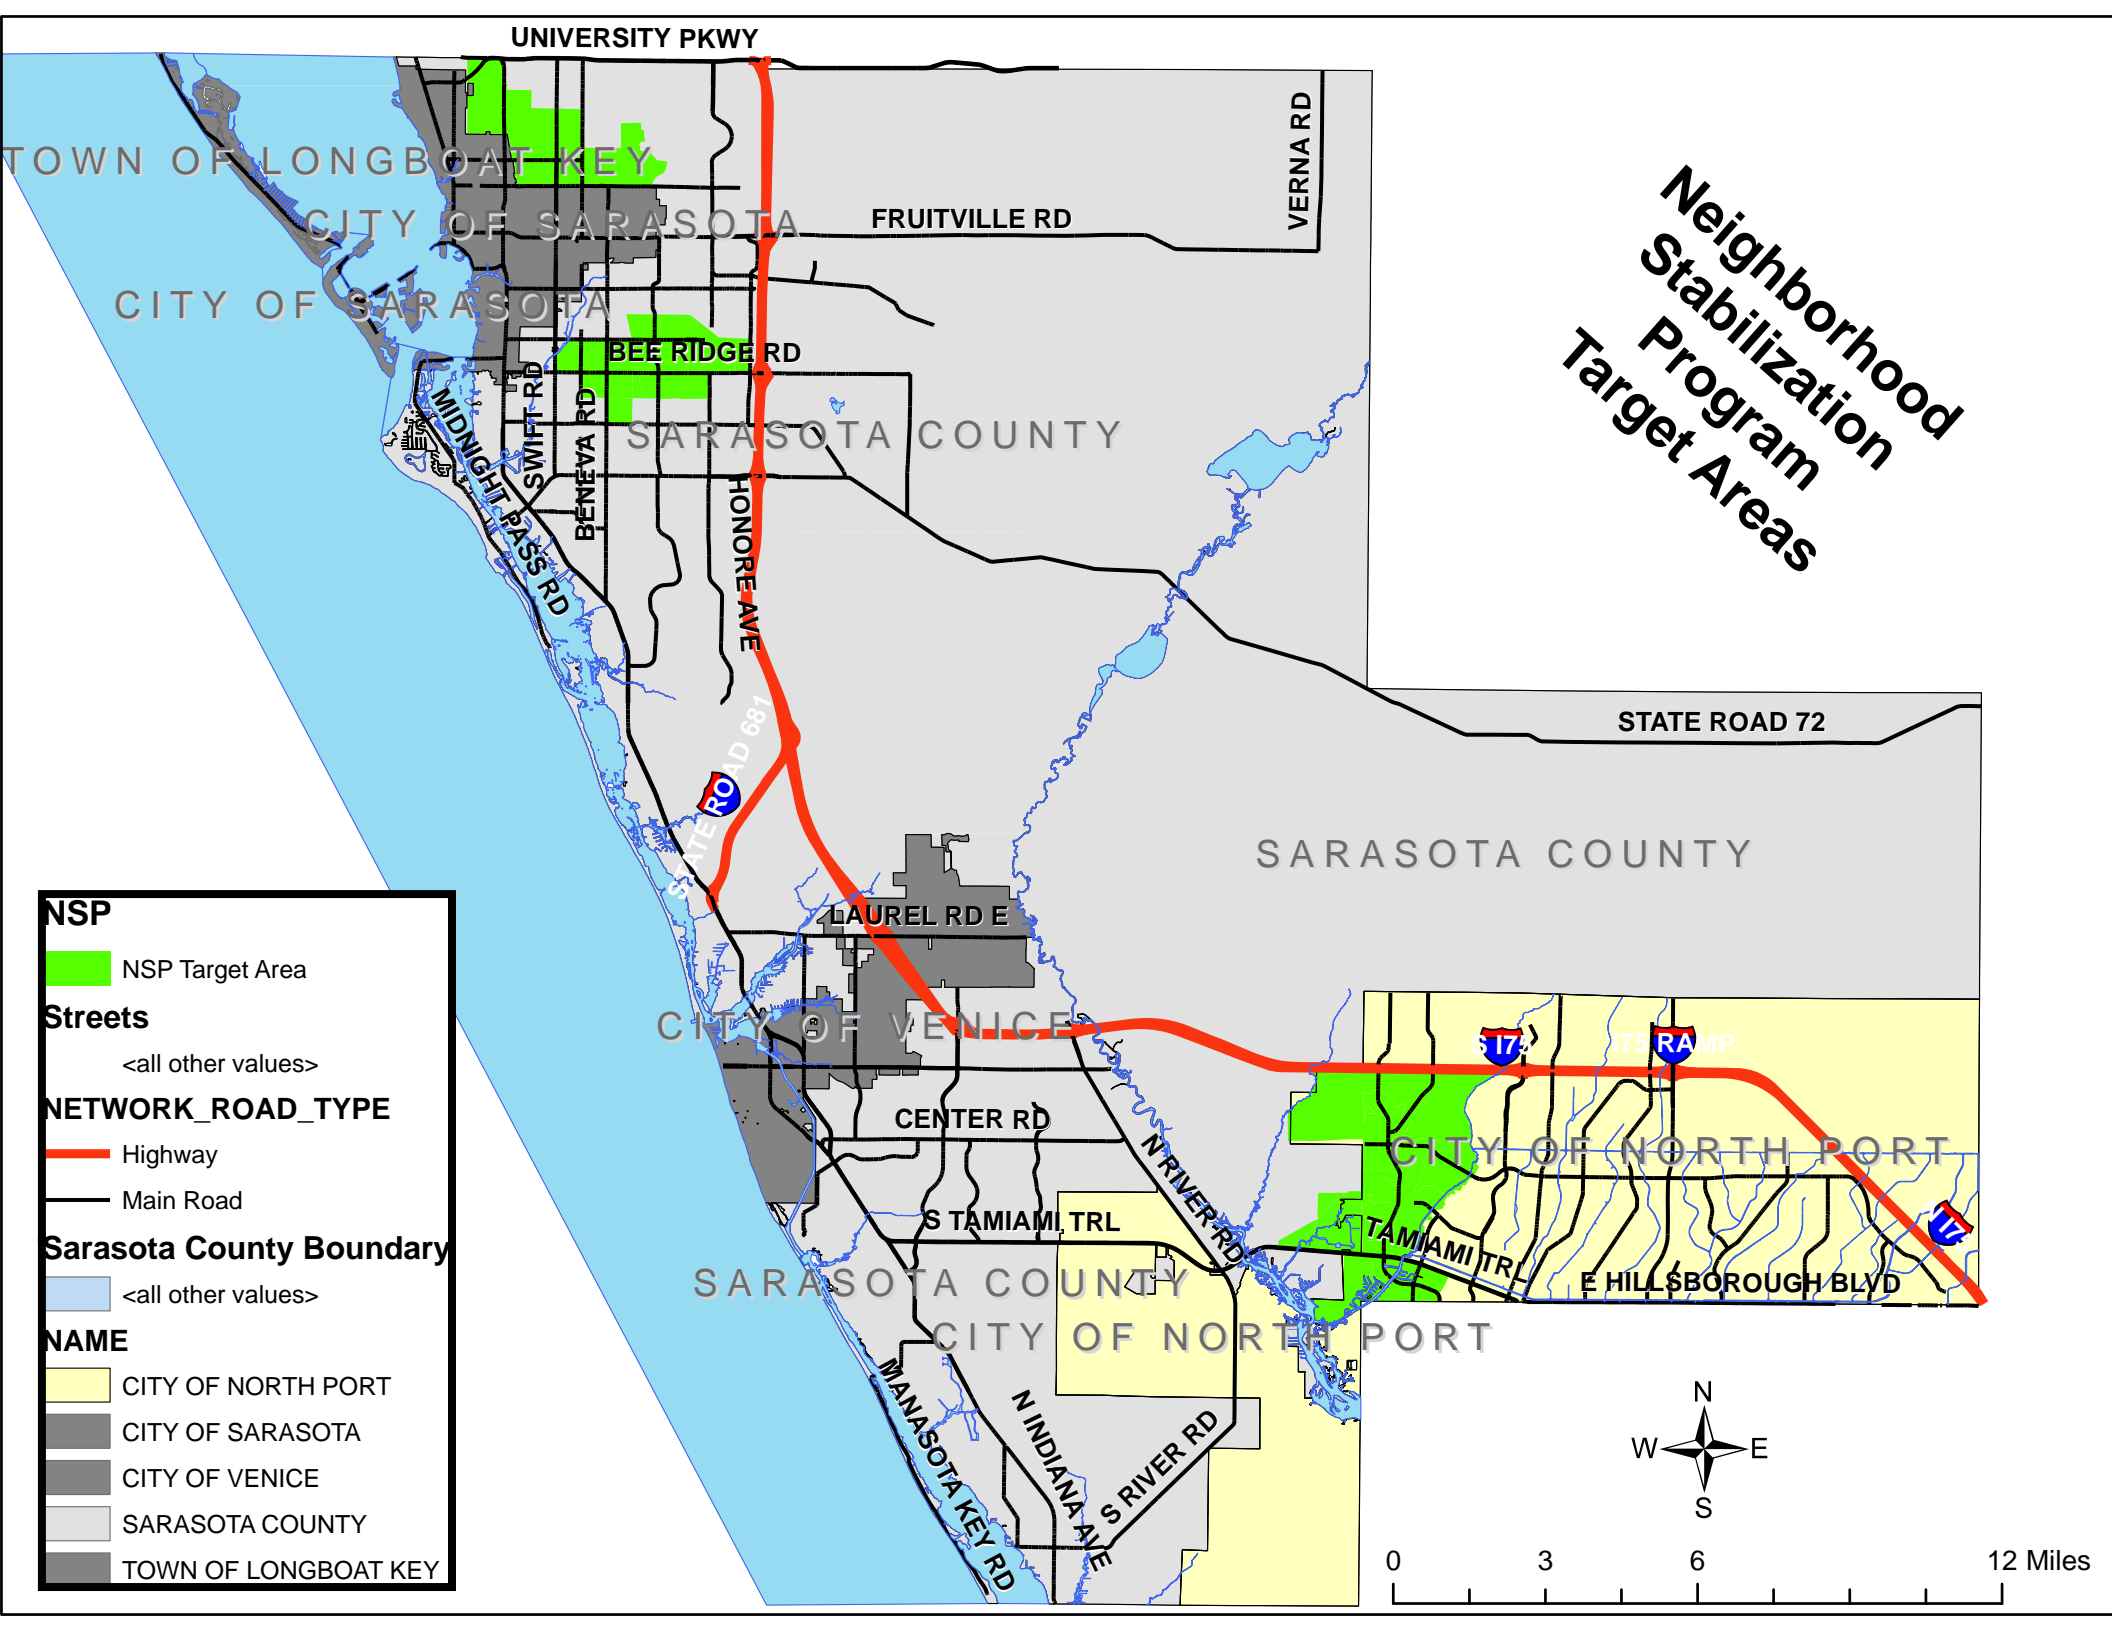 UNIVERSITY PKWY
VERNA RD
TOWN OF LONGBOAT KEY
CITY OF SARASOTA
FRUITVILLE RD
CITY OF SARASOTA
Neighborhood
Stabilization
Program
Target Areas
BEE RIDGE RD
MIDNIGHT PASS RD
SWIFT RD
BENEVA RD
SARASOTA COUNTY
HONORE AVE
STATE ROAD 681
STATE ROAD 72
SARASOTA COUNTY
LAUREL RD E
CITY OF VENICE
S I75
I75 RAMP
CENTER RD
N RIVER RD
CITY OF NORTH PORT
S TAMIAMI TRL
TAMIAMI TRL
E HILLSBOROUGH BLVD
SARASOTA COUNTY
CITY OF NORTH PORT
MANASOTA KEY RD
N INDIANA AVE
S RIVER RD
NSP
NSP Target Area
Streets
<all other values>
NETWORK_ROAD_TYPE
Highway
Main Road
Sarasota County Boundary
<all other values>
NAME
CITY OF NORTH PORT
CITY OF SARASOTA
CITY OF VENICE
SARASOTA COUNTY
TOWN OF LONGBOAT KEY
N
W E
S
0 3 6 12 Miles